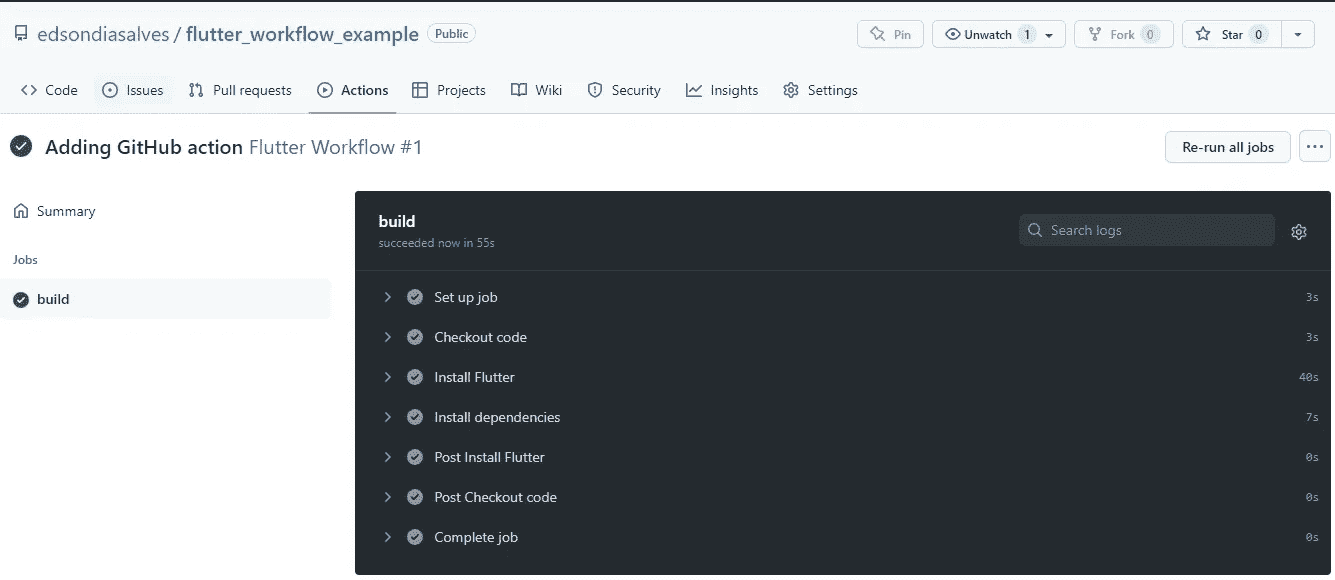 edsondiasalves / flutter_workflow_example Public Pin Unwatch 1 Fork 0 Star 0
Code Issues Pull requests Actions Projects Wiki Security Insights Settings
Adding GitHub action Flutter Workflow #1 Re-run all jobs ...
Summary
Jobs
build
build
succeeded now in 55s
Search logs
Set up job 3s
Checkout code 3s
Install Flutter 40s
Install dependencies 7s
Post Install Flutter 0s
Post Checkout code 0s
Complete job 0s